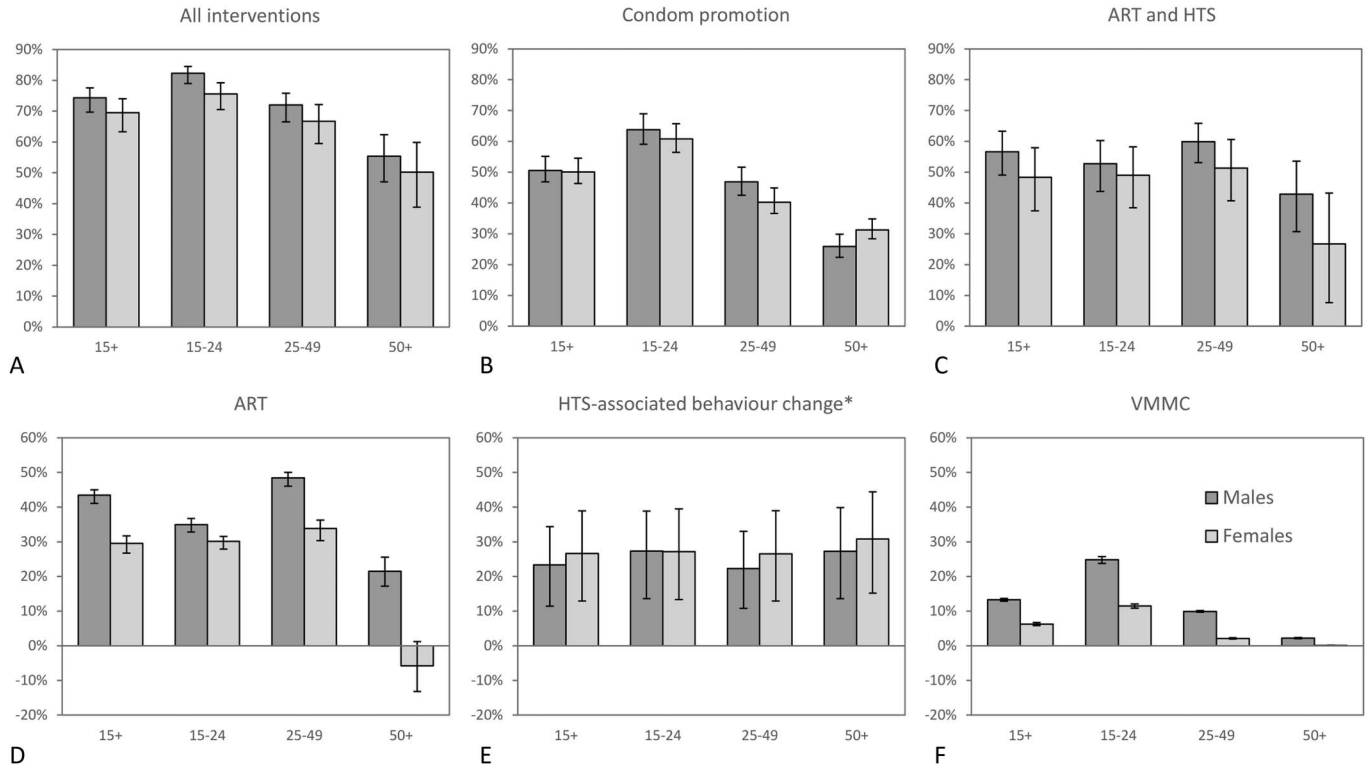 All interventions
90%
80%
70%
60%
50%
40%
30%
20%
10%
0%
15+ 15-24 25-49 50+
A
Condom promotion
90%
80%
70%
60%
50%
40%
30%
20%
10%
0%
15+ 15-24 25-49 50+
B
ART and HTS
90%
80%
70%
60%
50%
40%
30%
20%
10%
0%
15+ 15-24 25-49 50+
C
ART
60%
50%
40%
30%
20%
10%
0%
-10%
-20%
15+ 15-24 25-49 50+
D
HTS-associated behaviour change*
60%
50%
40%
30%
20%
10%
0%
-10%
-20%
15+ 15-24 25-49 50+
E
VMMC
60%
50%
40%
30%
20%
10%
0%
-10%
-20%
Males
Females
15+ 15-24 25-49 50+
F